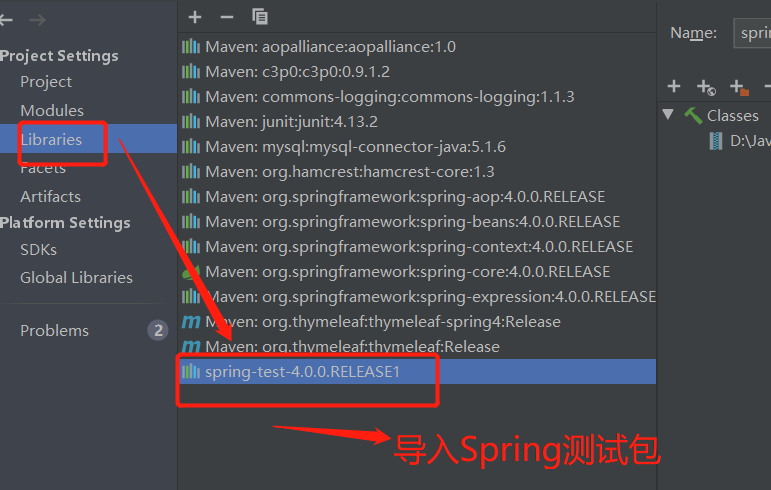 Project Settings
Project
Modules
Libraries
Facets
Artifacts
Platform Settings
SDKs
Global Libraries
Problems
2
Maven: aopalliance:aopalliance:1.0
Maven: c3p0:c3p0:0.9.1.2
Maven: commons-logging:commons-logging:1.1.3
Maven: junit:junit:4.13.2
Maven: mysql:mysql-connector-java:5.1.6
Maven: org.hamcrest:hamcrest-core:1.3
Maven: org.springframework:spring-aop:4.0.0.RELEASE
Maven: org.springframework:spring-beans:4.0.0.RELEASE
Maven: org.springframework:spring-context:4.0.0.RELEASE
Maven: org.springframework:spring-core:4.0.0.RELEASE
Maven: org.springframework:spring-expression:4.0.0.RELEASE
Maven: org.thymeleaf:thymeleaf-spring4:Release
Maven: org.thymeleaf:thymeleaf:Release
spring-test-4.0.0.RELEASE1
导入Spring测试包
Name: sprin
Classes
D:\Jav